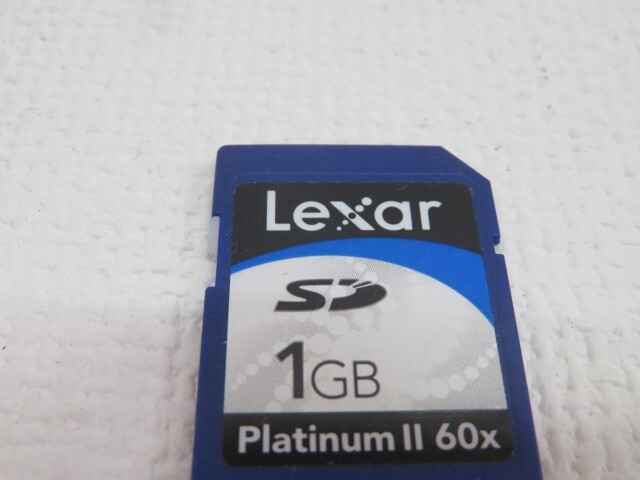 Lexar
SD
1GB
Platinum II 60x